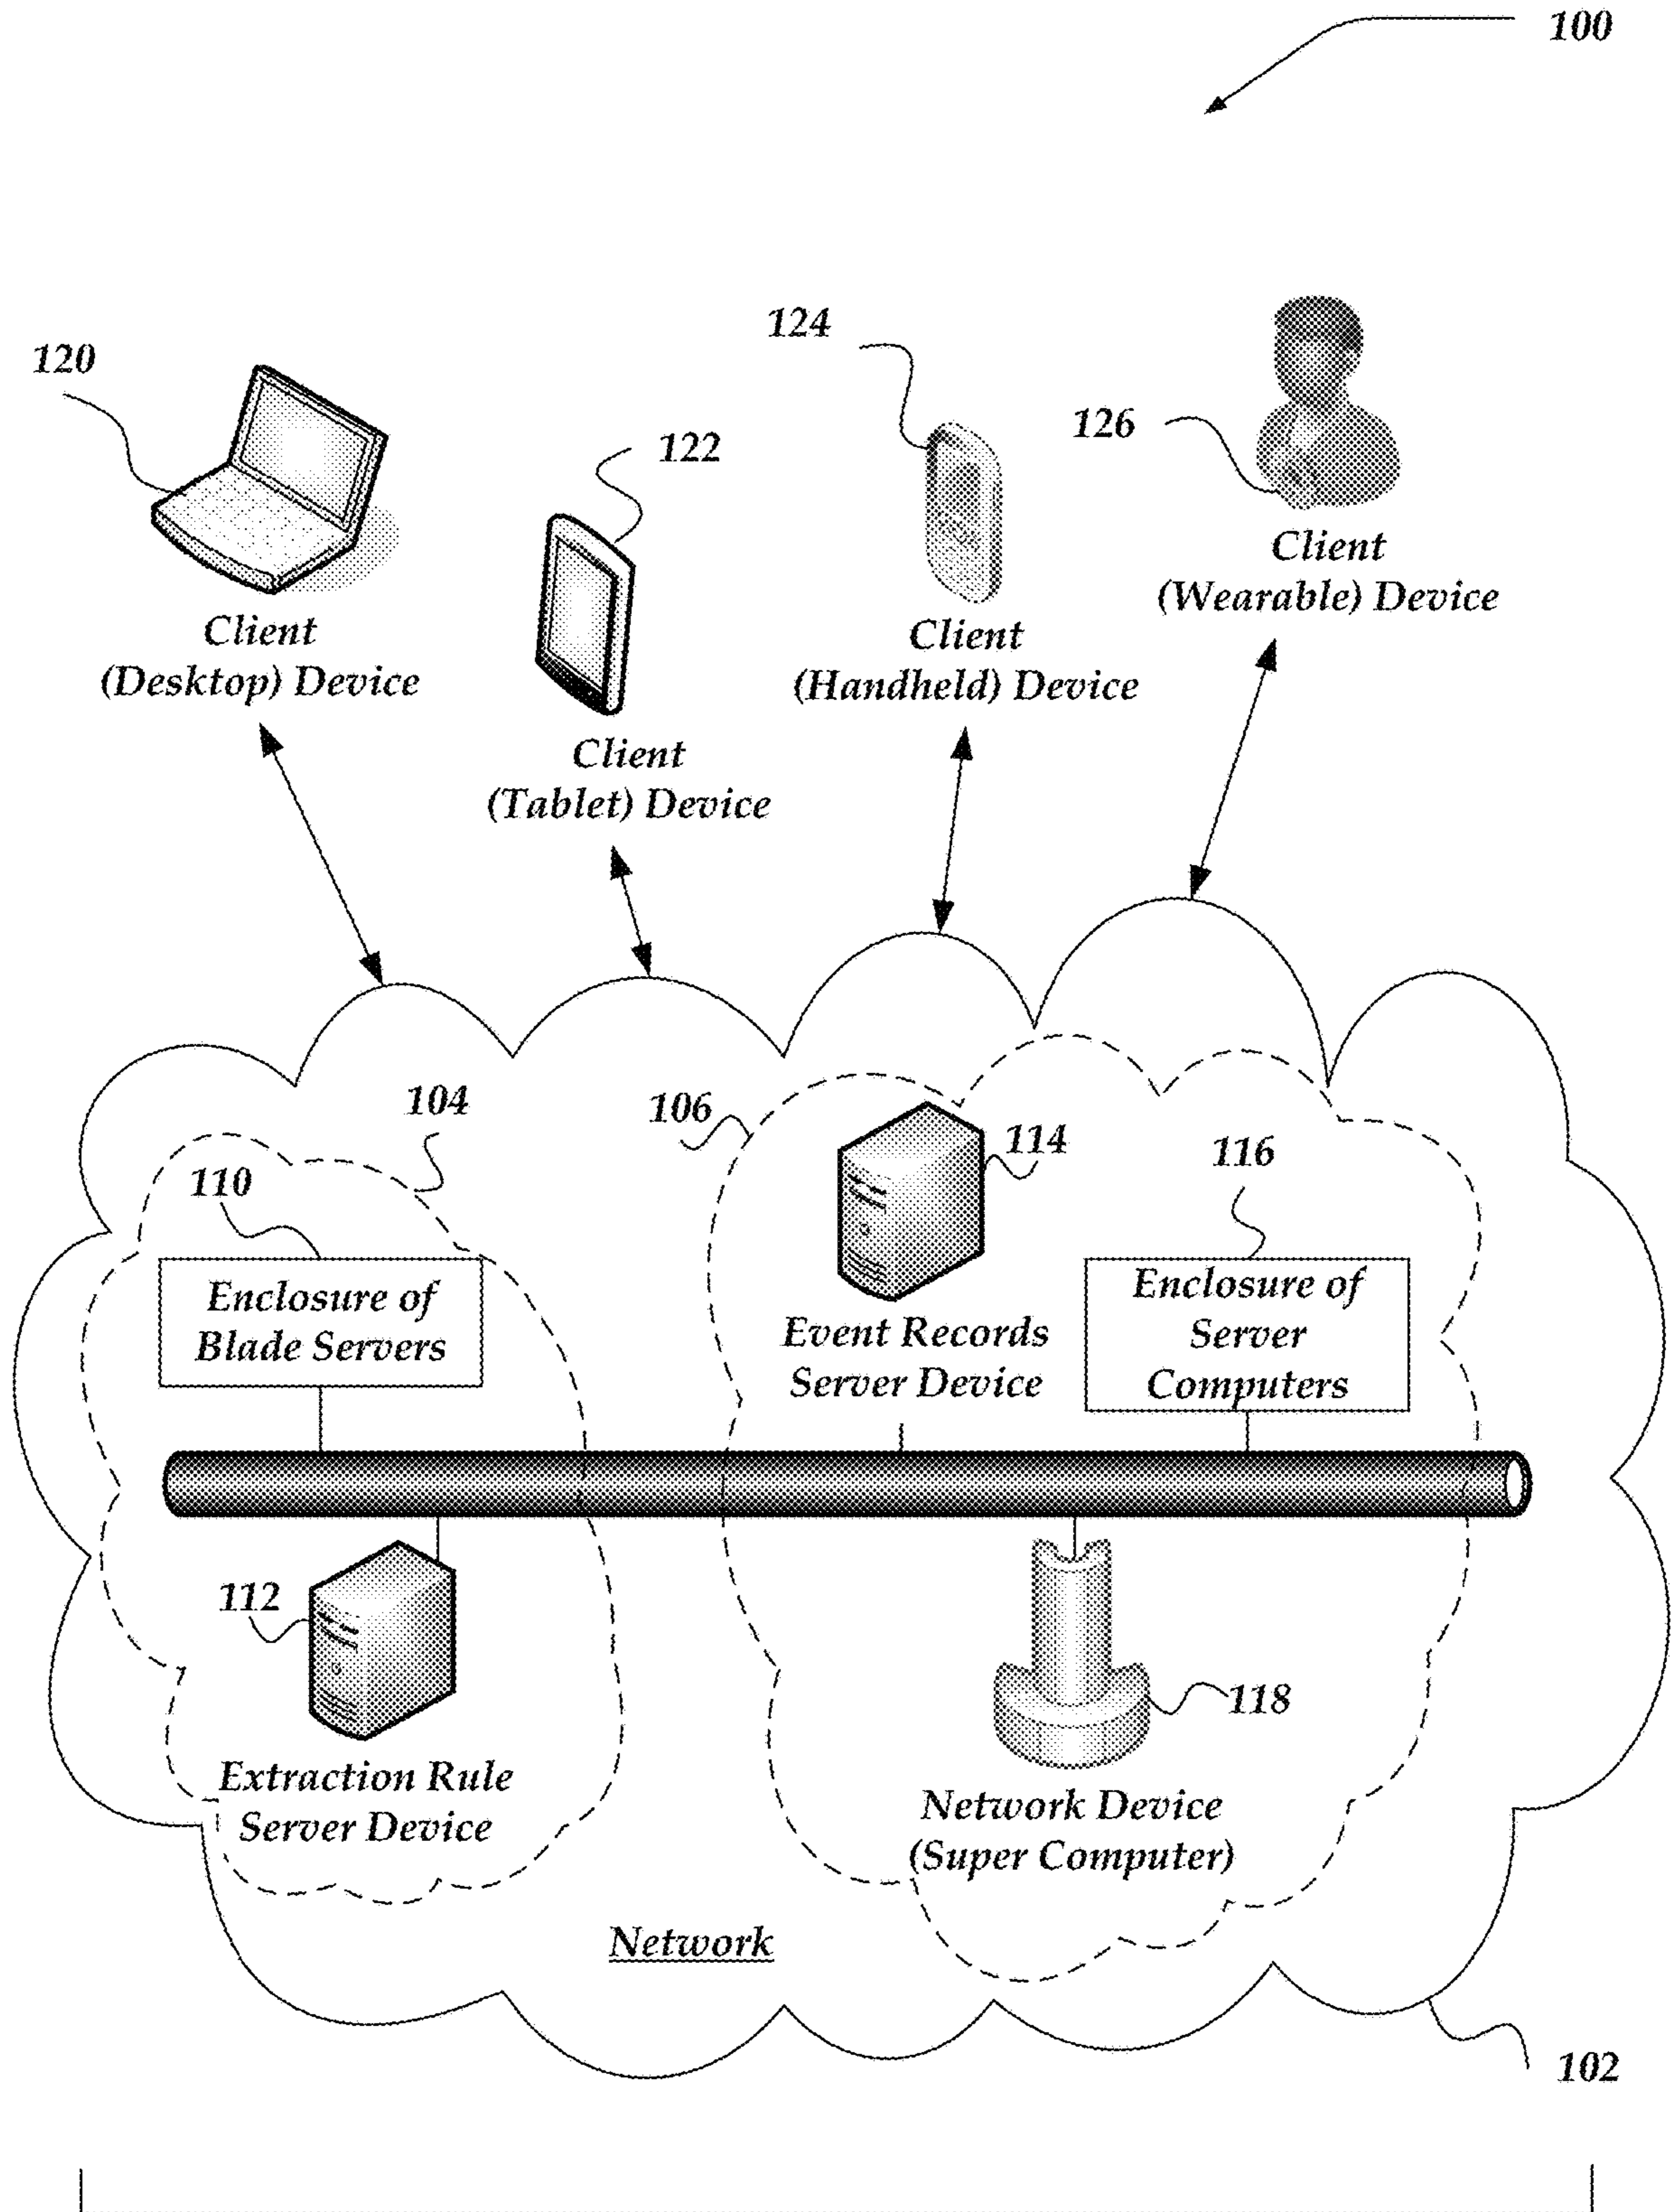 100
124
120
126
122
Client
(Wearable) Device
Client
(Desktop) Device
Client
(Handheld) Device
Client
(Tablet) Device
104
106
114
116
110
Enclosure of
Blade Servers
Enclosure of
Server
Computers
Event Records
Server Device
112
118
Extraction Rule
Server Device
Network Device
(Super Computer)
Network
102